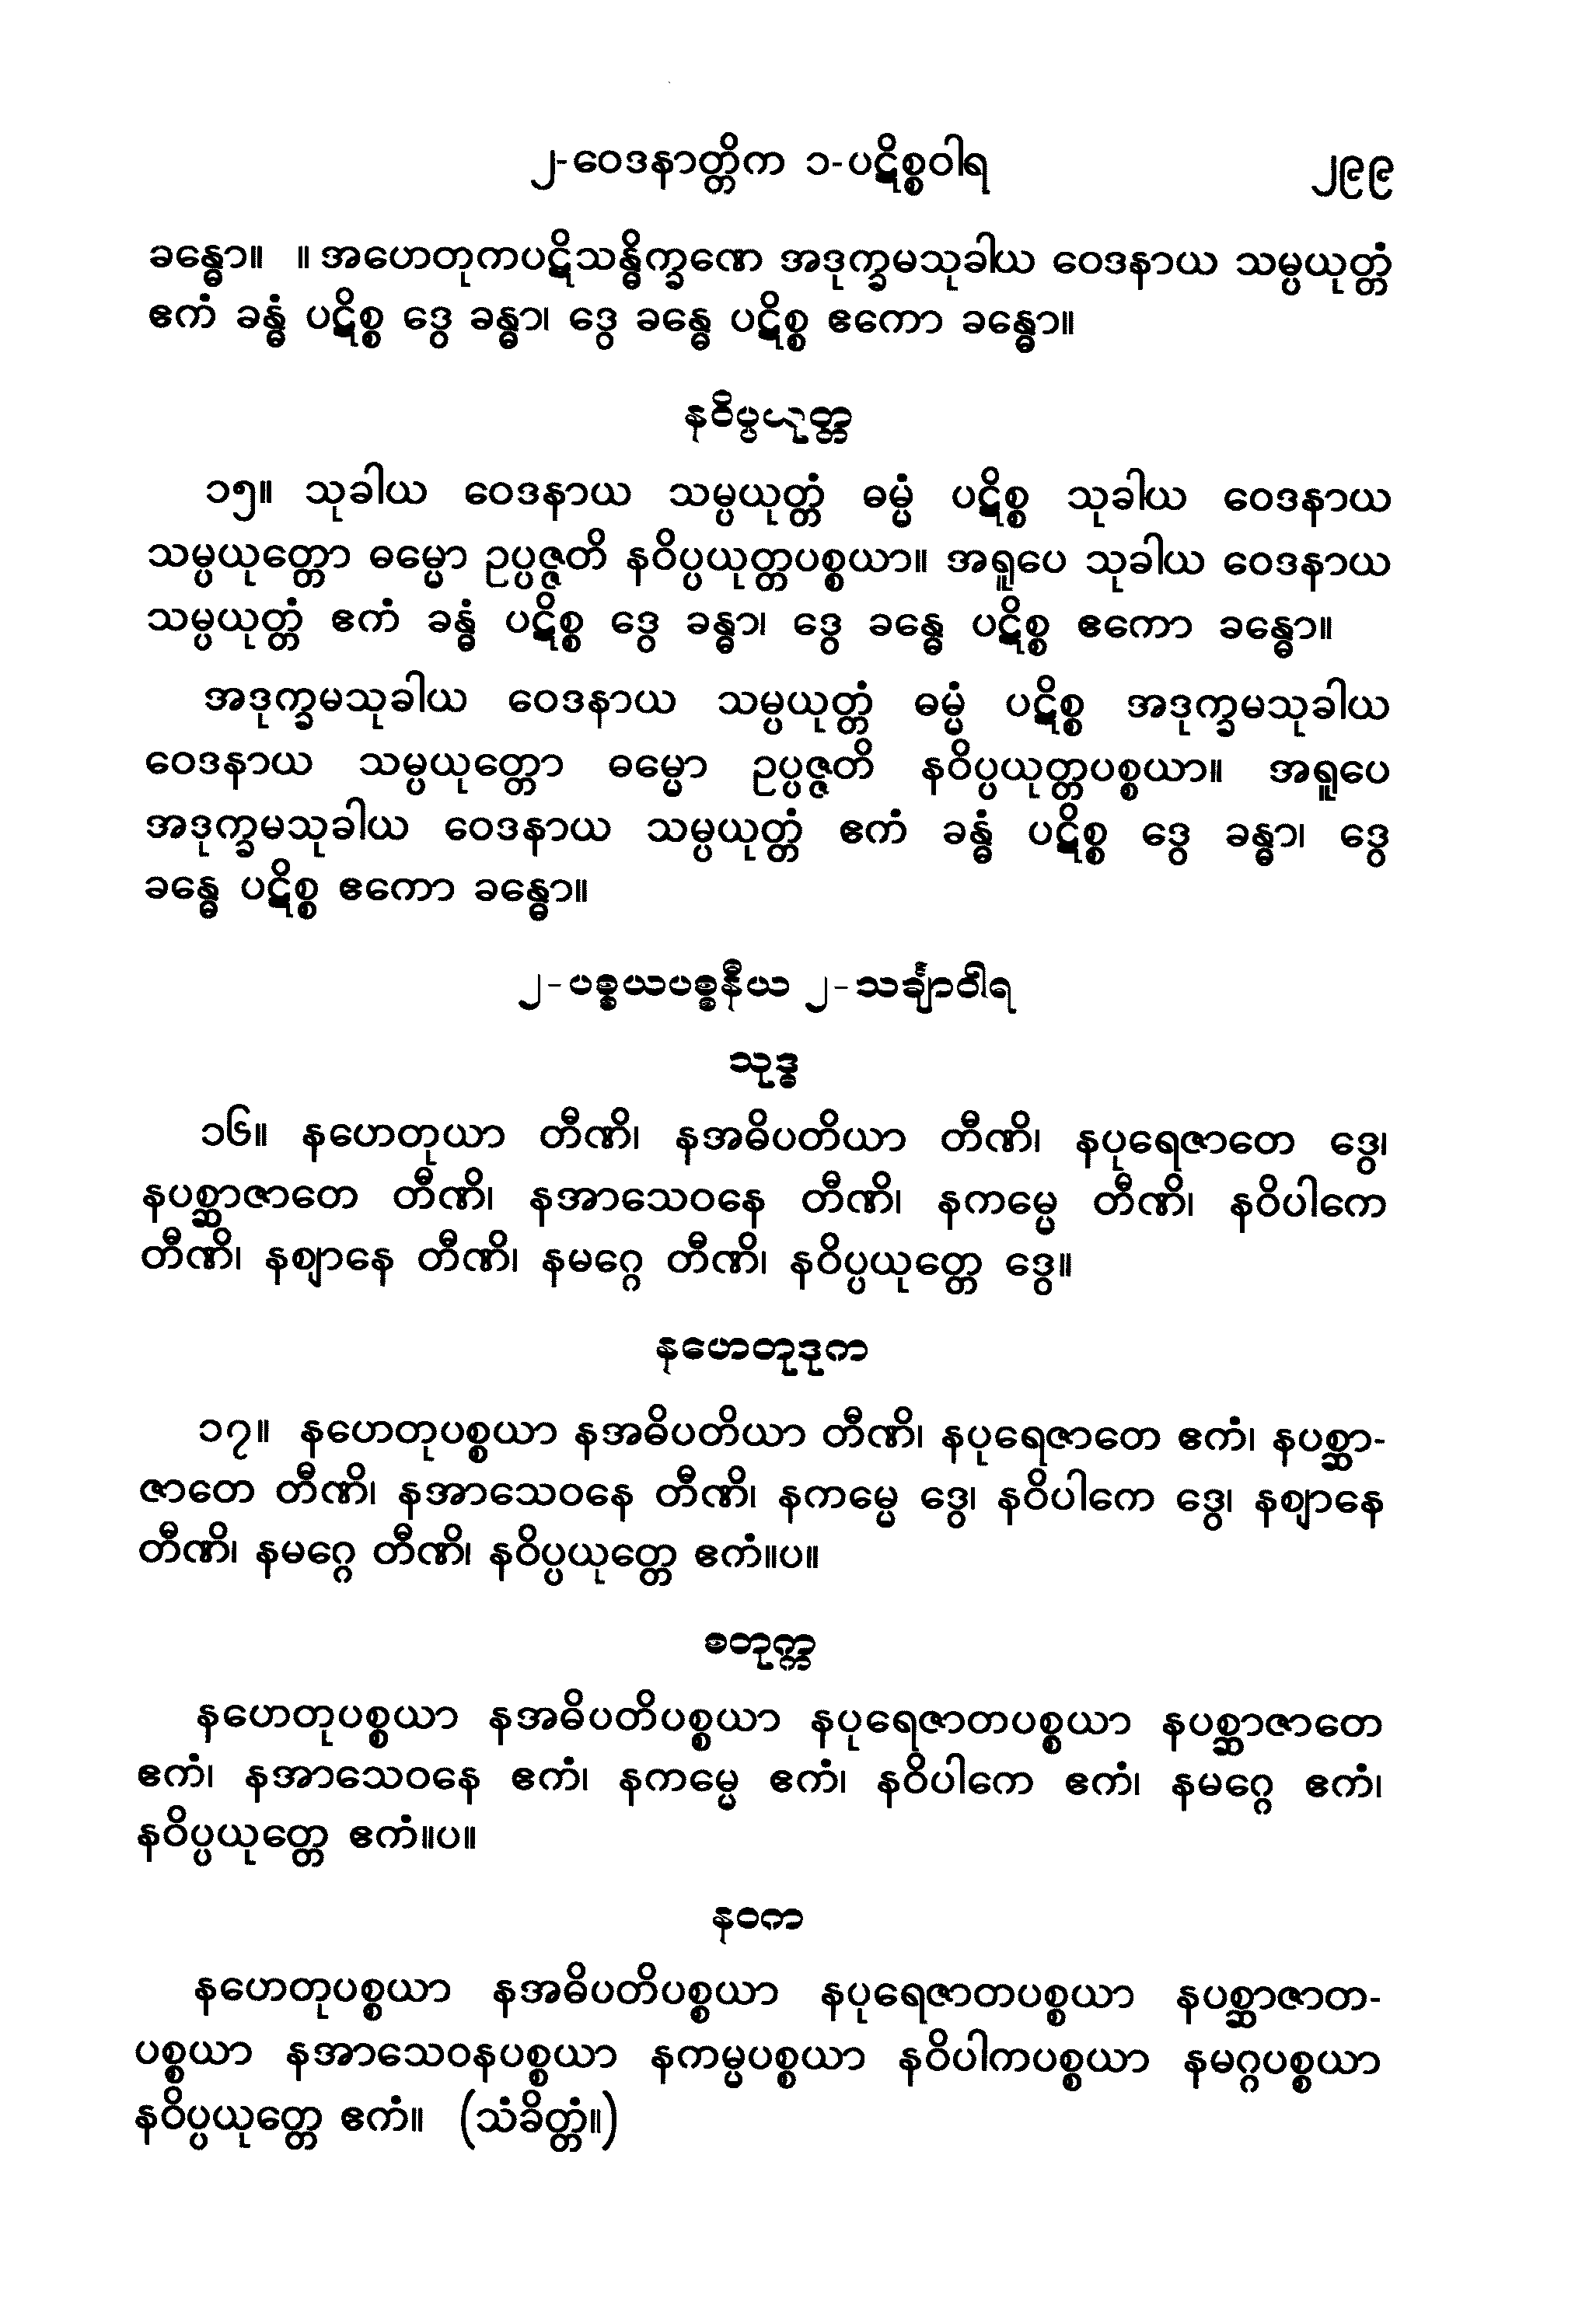 ၂-ဝေဒနာတ္တိက ၁-ပဋိစ္စဝါရ ၂၉၉
ခန္ဓော။ ။ အဟေတုကပဋိသန္ဓိက္ခဏေ အဒုက္ခမသုခါယ ဝေဒနာယ သမ္ပယုတ္တံ
ဧကံ ခန္ဓံ ပဋိစ္စ ဒွေ ခန္ဓာ၊ ဒွေ ခန္ဓေ ပဋိစ္စ ဧကော ခန္ဓော။
နဝိပ္ပယုတ္တ
၁၅။ သုခါယ ဝေဒနာယ သမ္ပယုတ္တံ ဓမ္မံ ပဋိစ္စ သုခါယ ဝေဒနာယ
သမ္ပယုတ္တော ဓမ္မော ဥပ္ပဇ္ဇတိ နဝိပ္ပယုတ္တပစ္စယာ။ အရူပေ သုခါယ ဝေဒနာယ
သမ္ပယုတ္တံ ဧကံ ခန္ဓံ ပဋိစ္စ ဒွေ ခန္ဓာ၊ ဒွေ ခန္ဓေ ပဋိစ္စ ဧကော ခန္ဓော။
အဒုက္ခမသုခါယ ဝေဒနာယ သမ္ပယုတ္တံ ဓမ္မံ ပဋိစ္စ အဒုက္ခမသုခါယ
ဝေဒနာယ သမ္ပယုတ္တော ဓမ္မော ဥပ္ပဇ္ဇတိ နဝိပ္ပယုတ္တပစ္စယာ။ အရူပေ
အဒုက္ခမသုခါယ ဝေဒနာယ သမ္ပယုတ္တံ ဧကံ ခန္ဓံ ပဋိစ္စ ဒွေ ခန္ဓာ၊ ဒွေ
ခန္ဓေ ပဋိစ္စ ဧကော ခန္ဓော။
၂-ပစ္စယပစ္စနီယ ၂-သင်္ချာဝါရ
သုဒ္ဓ
၁၆။ နဟေတုယာ တီဏိ၊ နအဓိပတိယာ တီဏိ၊ နပုရေဇာတေ ဒွေ၊
နပစ္ဆာဇာတေ တီဏိ၊ နအာသေဝနေ တီဏိ၊ နကမ္မေ တီဏိ၊ နဝိပါကေ
တီဏိ၊ နဈာနေ တီဏိ၊ နမဂ္ဂေ တီဏိ၊ နဝိပ္ပယုတ္တေ ဒွေ။
နဟေတုဒုက
၁၇။ နဟေတုပစ္စယာ နအဓိပတိယာ တီဏိ၊ နပုရေဇာတေ ဧကံ၊ နပစ္ဆာ-
ဇာတေ တီဏိ၊ နအာသေဝနေ တီဏိ၊ နကမ္မေ ဒွေ၊ နဝိပါကေ ဒွေ၊ နဈာနေ
တီဏိ၊ နမဂ္ဂေ တီဏိ၊ နဝိပ္ပယုတ္တေ ဧကံ။ပ။
စတုက္က
နဟေတုပစ္စယာ နအဓိပတိပစ္စယာ နပုရေဇာတပစ္စယာ နပစ္ဆာဇာတေ
ဧကံ၊ နအာသေဝနေ ဧကံ၊ နကမ္မေ ဧကံ၊ နဝိပါကေ ဧကံ၊ နမဂ္ဂေ ဧကံ၊
နဝိပ္ပယုတ္တေ ဧကံ။ပ။
နဝက
နဟေတုပစ္စယာ နအဓိပတိပစ္စယာ နပုရေဇာတပစ္စယာ နပစ္ဆာဇာတ-
ပစ္စယာ နအာသေဝနပစ္စယာ နကမ္မပစ္စယာ နဝိပါကပစ္စယာ နမဂ္ဂပစ္စယာ
နဝိပ္ပယုတ္တေ ဧကံ။ (သံခိတ္တံ။)